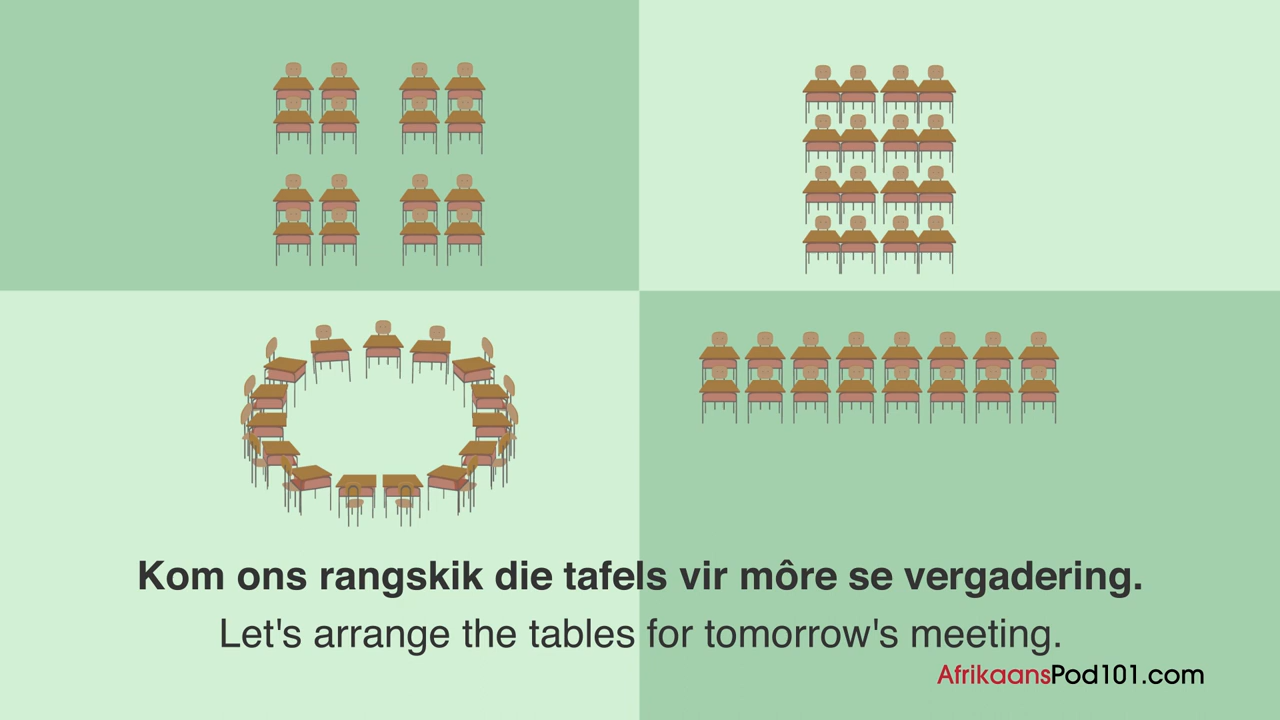 Kom ons rangskik die tafels vir môre se vergadering.
Let's arrange the tables for tomorrow's meeting.
AfrikaansPod101.com